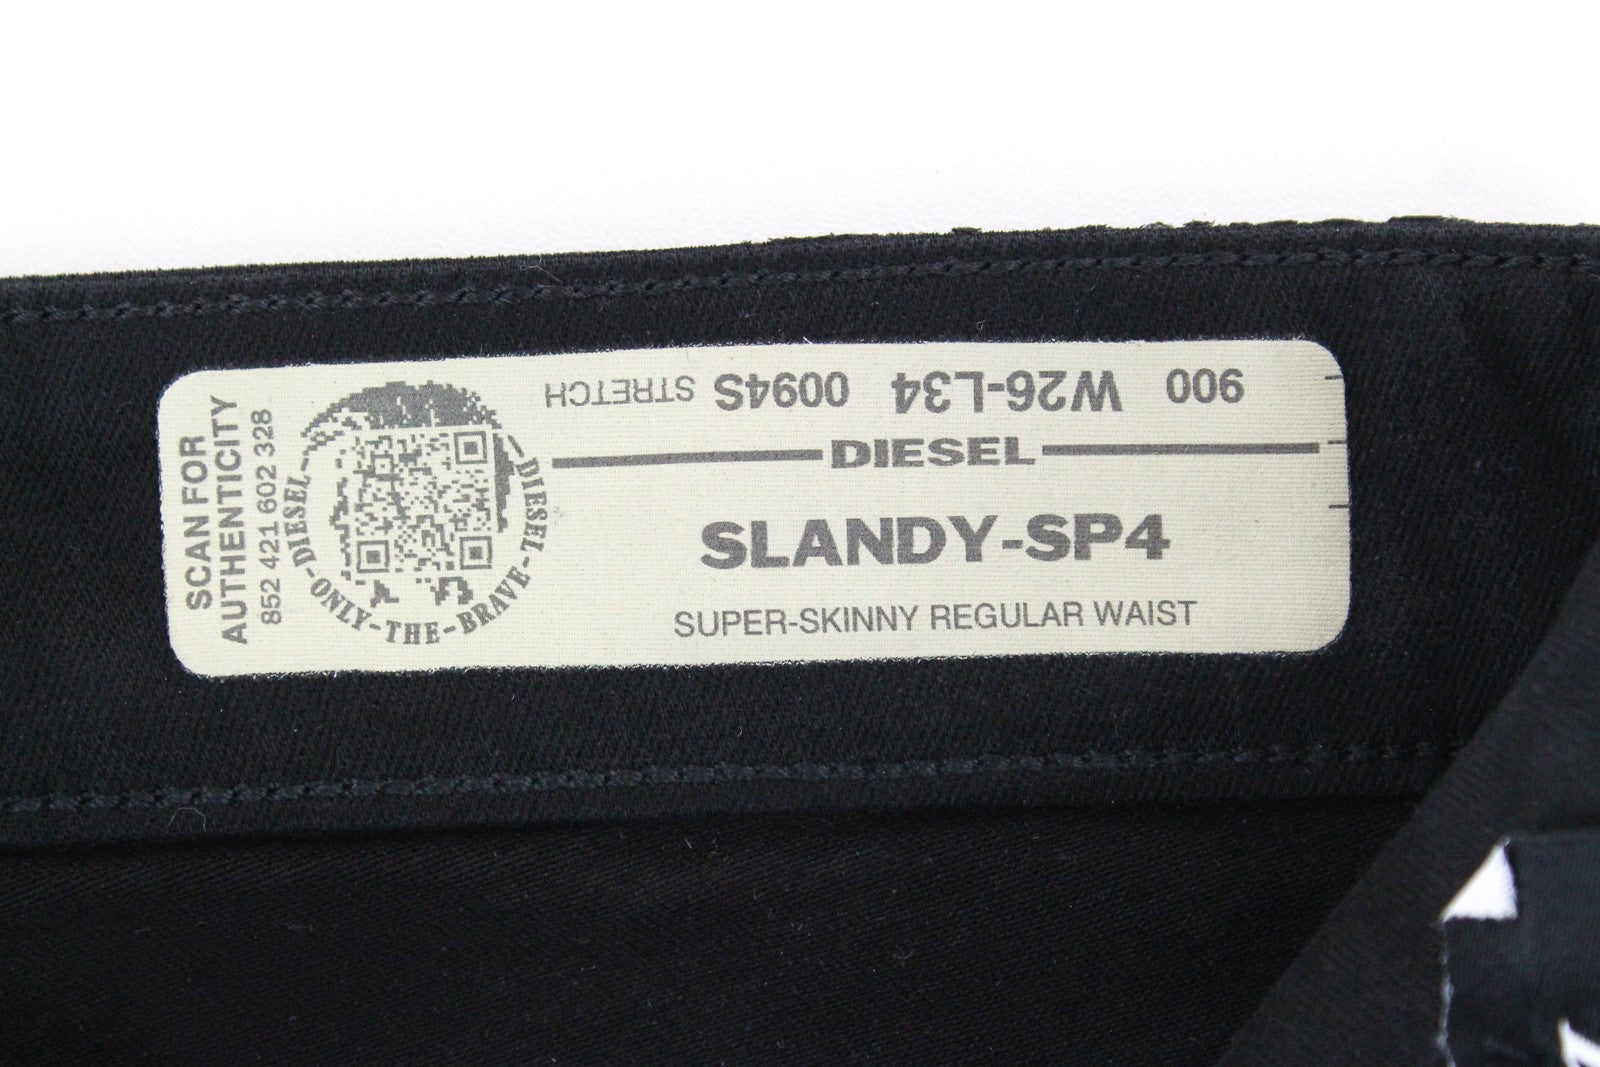 SCAN FOR
AUTHENTICITY
852 421 602 328
DIESEL-ONLY-THE-BRAVE-DIESEL
900 W26-L34 0094S STRETCH
DIESEL
SLANDY-SP4
SUPER-SKINNY REGULAR WAIST